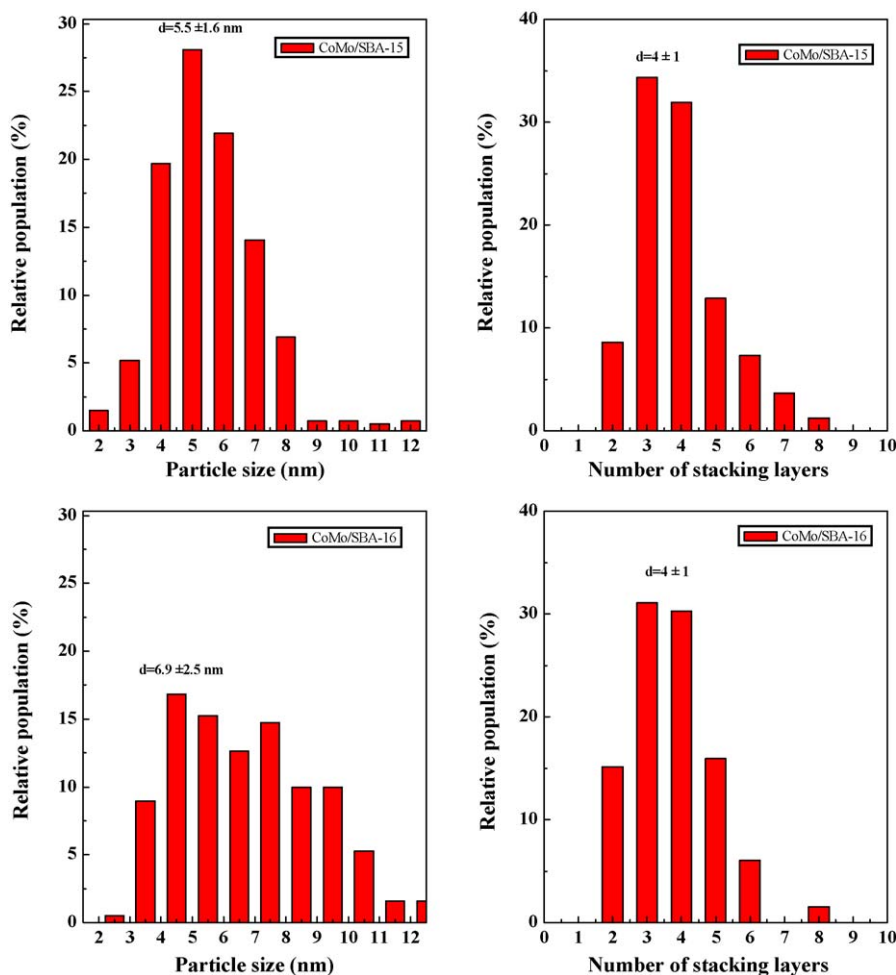 30
25
20
15
10
5
0
Relative population (%)
d=5.5 ±1.6 nm
CoMo/SBA-15
2 3 4 5 6 7 8 9 10 11 12
Particle size (nm)
40
30
20
10
0
Relative population (%)
d=4 ± 1
CoMo/SBA-15
0 1 2 3 4 5 6 7 8 9 10
Number of stacking layers
30
25
20
15
10
5
0
Relative population (%)
CoMo/SBA-16
d=6.9 ±2.5 nm
2 3 4 5 6 7 8 9 10 11 12
Particle size (nm)
40
30
20
10
0
Relative population (%)
CoMo/SBA-16
d=4 ± 1
0 1 2 3 4 5 6 7 8 9 10
Number of stacking layers